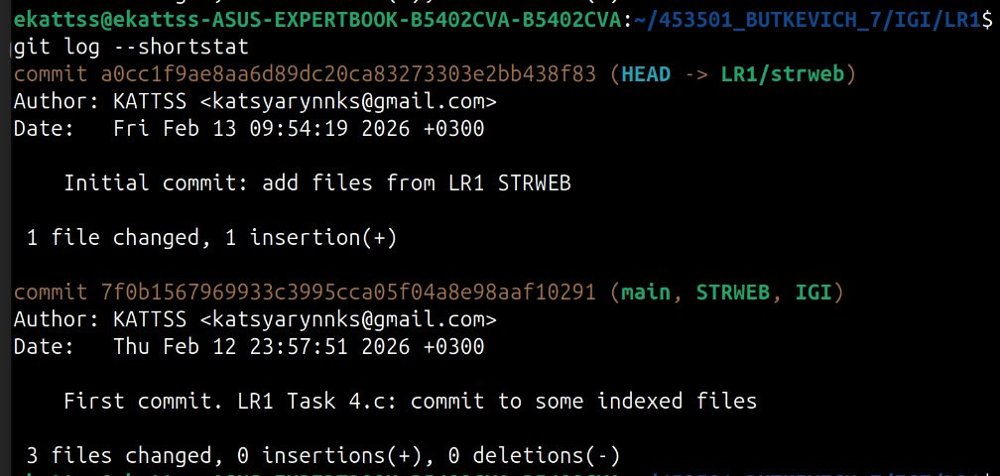 ekattss@ekattss-ASUS-EXPERTBOOK-B5402CVA-B5402CVA:~/453501_BUTKEVICH_7/IGI/LR1$
git log --shortstat
commit a0cc1f9ae8aa6d89dc20ca83273303e2bb438f83 (HEAD -> LR1/strweb)
Author: KATTSS <katsyarynnks@gmail.com>
Date:   Fri Feb 13 09:54:19 2026 +0300
Initial commit: add files from LR1 STRWEB
1 file changed, 1 insertion(+)
commit 7f0b1567969933c3995cca05f04a8e98aaf10291 (main, STRWEB, IGI)
Author: KATTSS <katsyarynnks@gmail.com>
Date:   Thu Feb 12 23:57:51 2026 +0300
First commit. LR1 Task 4.c: commit to some indexed files
3 files changed, 0 insertions(+), 0 deletions(-)